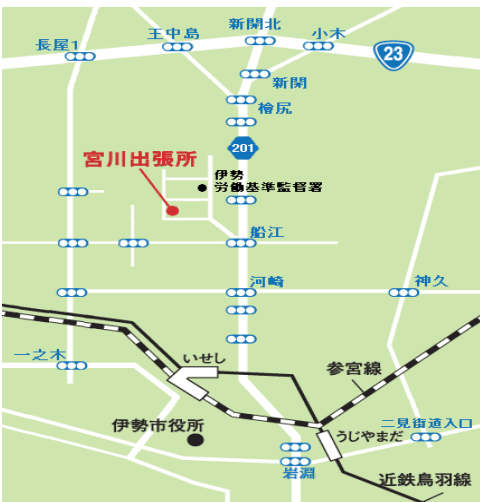 新開北
王中島
小木
長屋1
23
新開
檜尻
201
宮川出張所
伊勢
労働基準監督署
船江
河崎
神久
一之木
いせし
参宮線
伊勢市役所
二見街道入口
うじやまだ
岩淵
近鉄鳥羽線